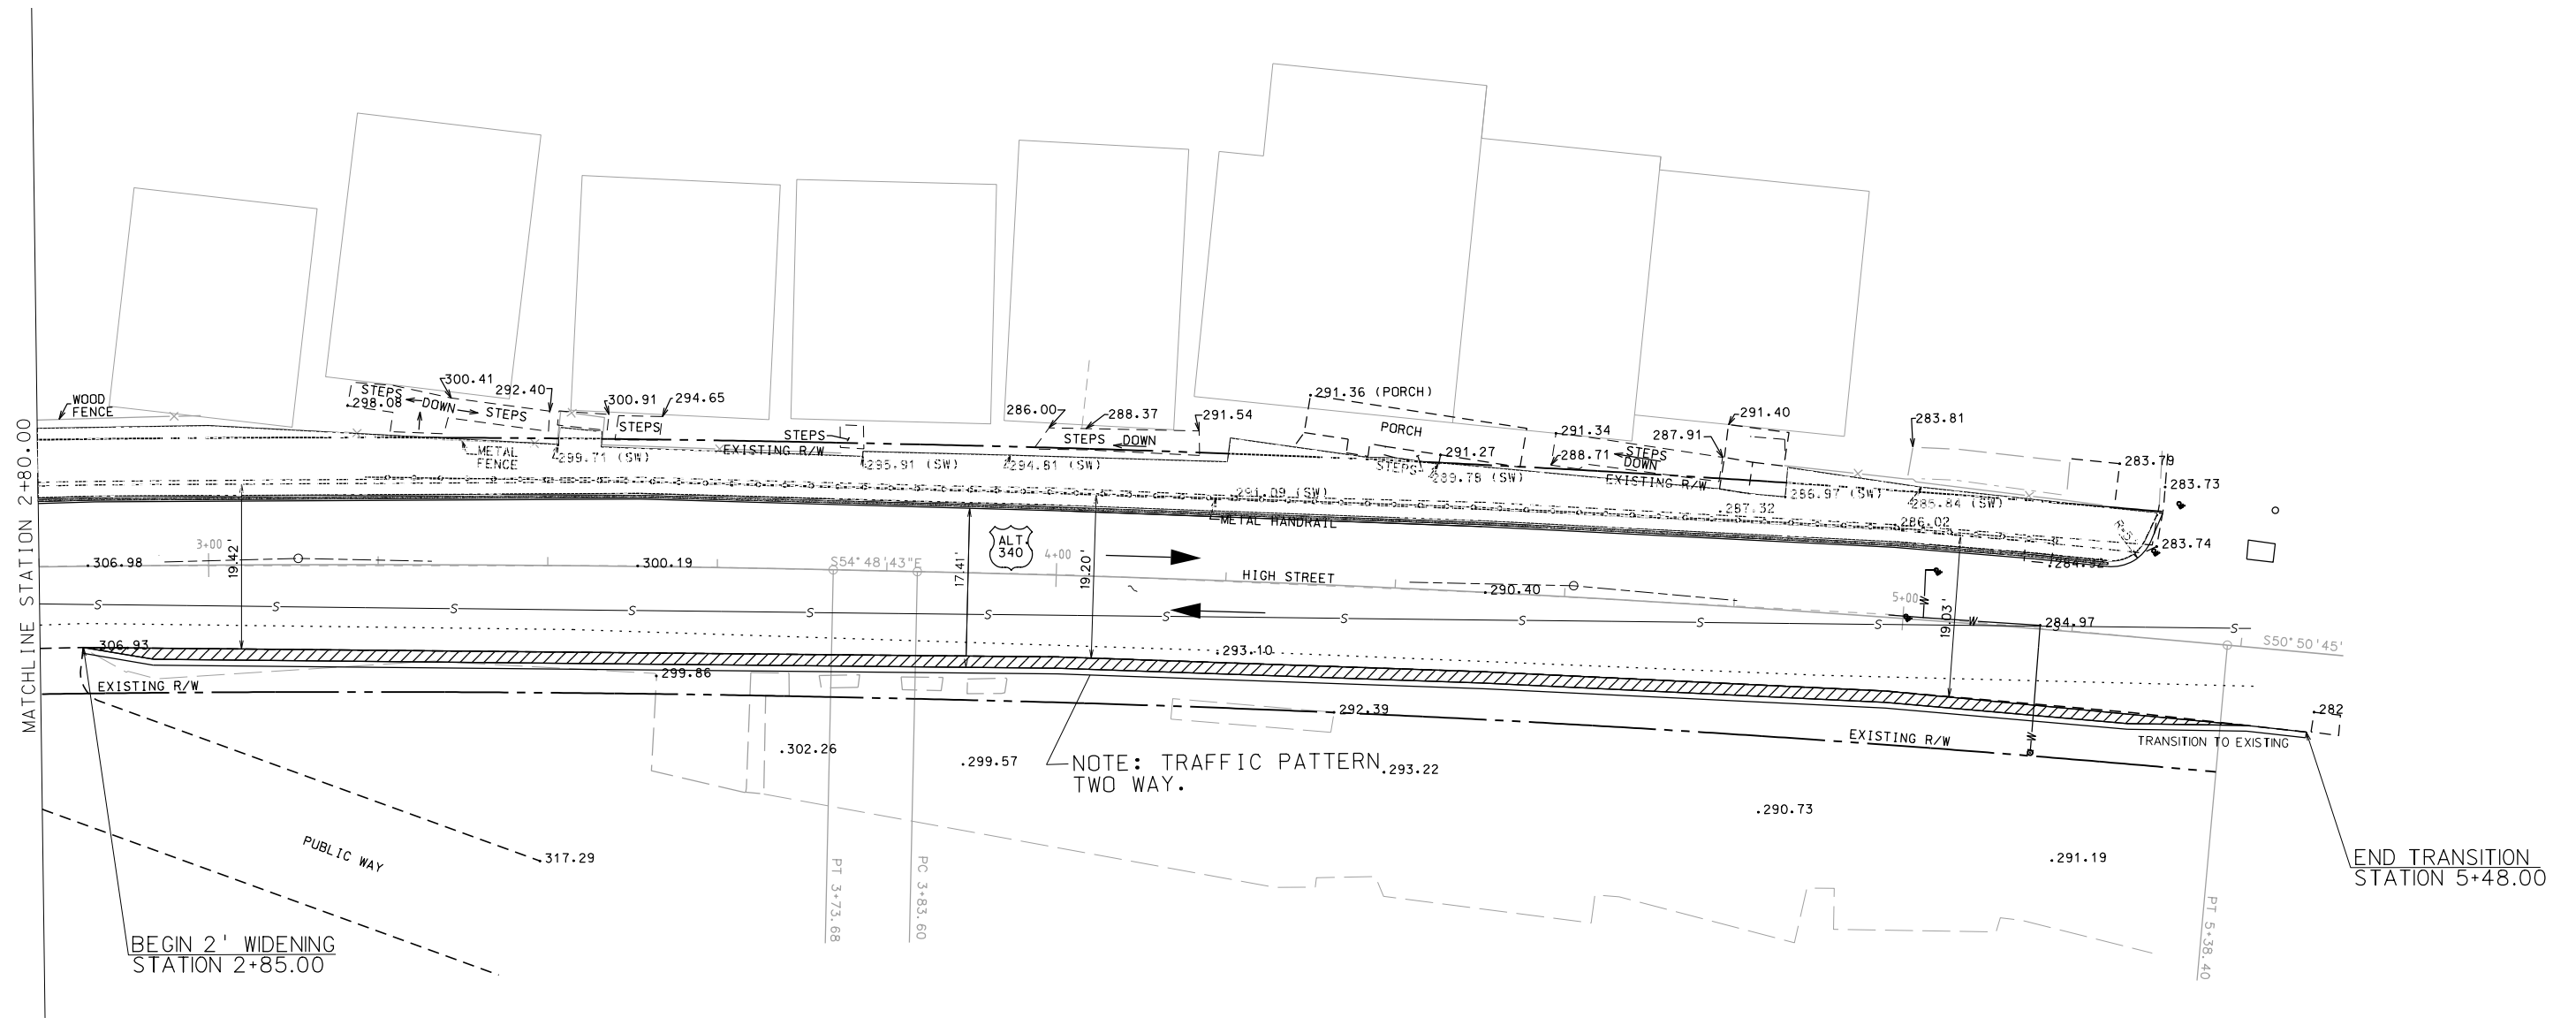 MATCHLINE STATION 2+80.00
WOOD
FENCE
STEPS
DOWN
STEPS
298.08
300.41
292.40
METAL
FENCE
300.91
294.65
STEPS
299.71 (SW)
EXISTING R/W
STEPS
295.91 (SW)
286.00
288.37
291.54
STEPS
DOWN
294.81 (SW)
291.36 (PORCH)
PORCH
STEPS
291.27
289.78 (SW)
291.34
288.71
STEPS
DOWN
287.91
291.40
EXISTING R/W
286.97 (SW)
283.81
285.84 (SW)
283.79
283.73
291.09 (SW)
METAL HANDRAIL
287.32
286.02
283.74
284.92
306.98
3+00
19.42'
300.19
S54°48'43"E
17.41'
ALT.
340
4+00
19.20'
HIGH STREET
290.40
5+00
19.03'
W
284.97
S S S S S S S S S S S S S
S50°50'45'
306.93
293.10
EXISTING R/W
299.86
292.39
282
EXISTING R/W
TRANSITION TO EXISTING
302.26
299.57
NOTE: TRAFFIC PATTERN
TWO WAY.
293.22
290.73
PUBLIC WAY
317.29
PT 3+73.68
PC 3+83.60
291.19
END TRANSITION
STATION 5+48.00
PT 5+38.40
BEGIN 2' WIDENING
STATION 2+85.00